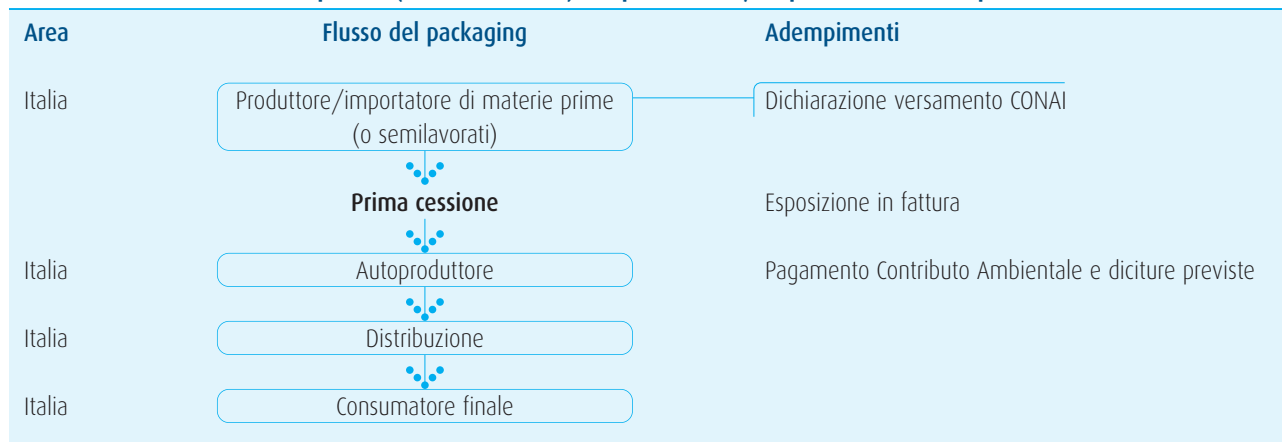 Area Flusso del packaging Adempimenti
Italia Produttore/importatore di materie prime Dichiarazione versamento CONAI
(o semilavorati)
Prima cessione Esposizione in fattura
Italia Autoproduttore Pagamento Contributo Ambientale e diciture previste
Italia Distribuzione
Italia Consumatore finale